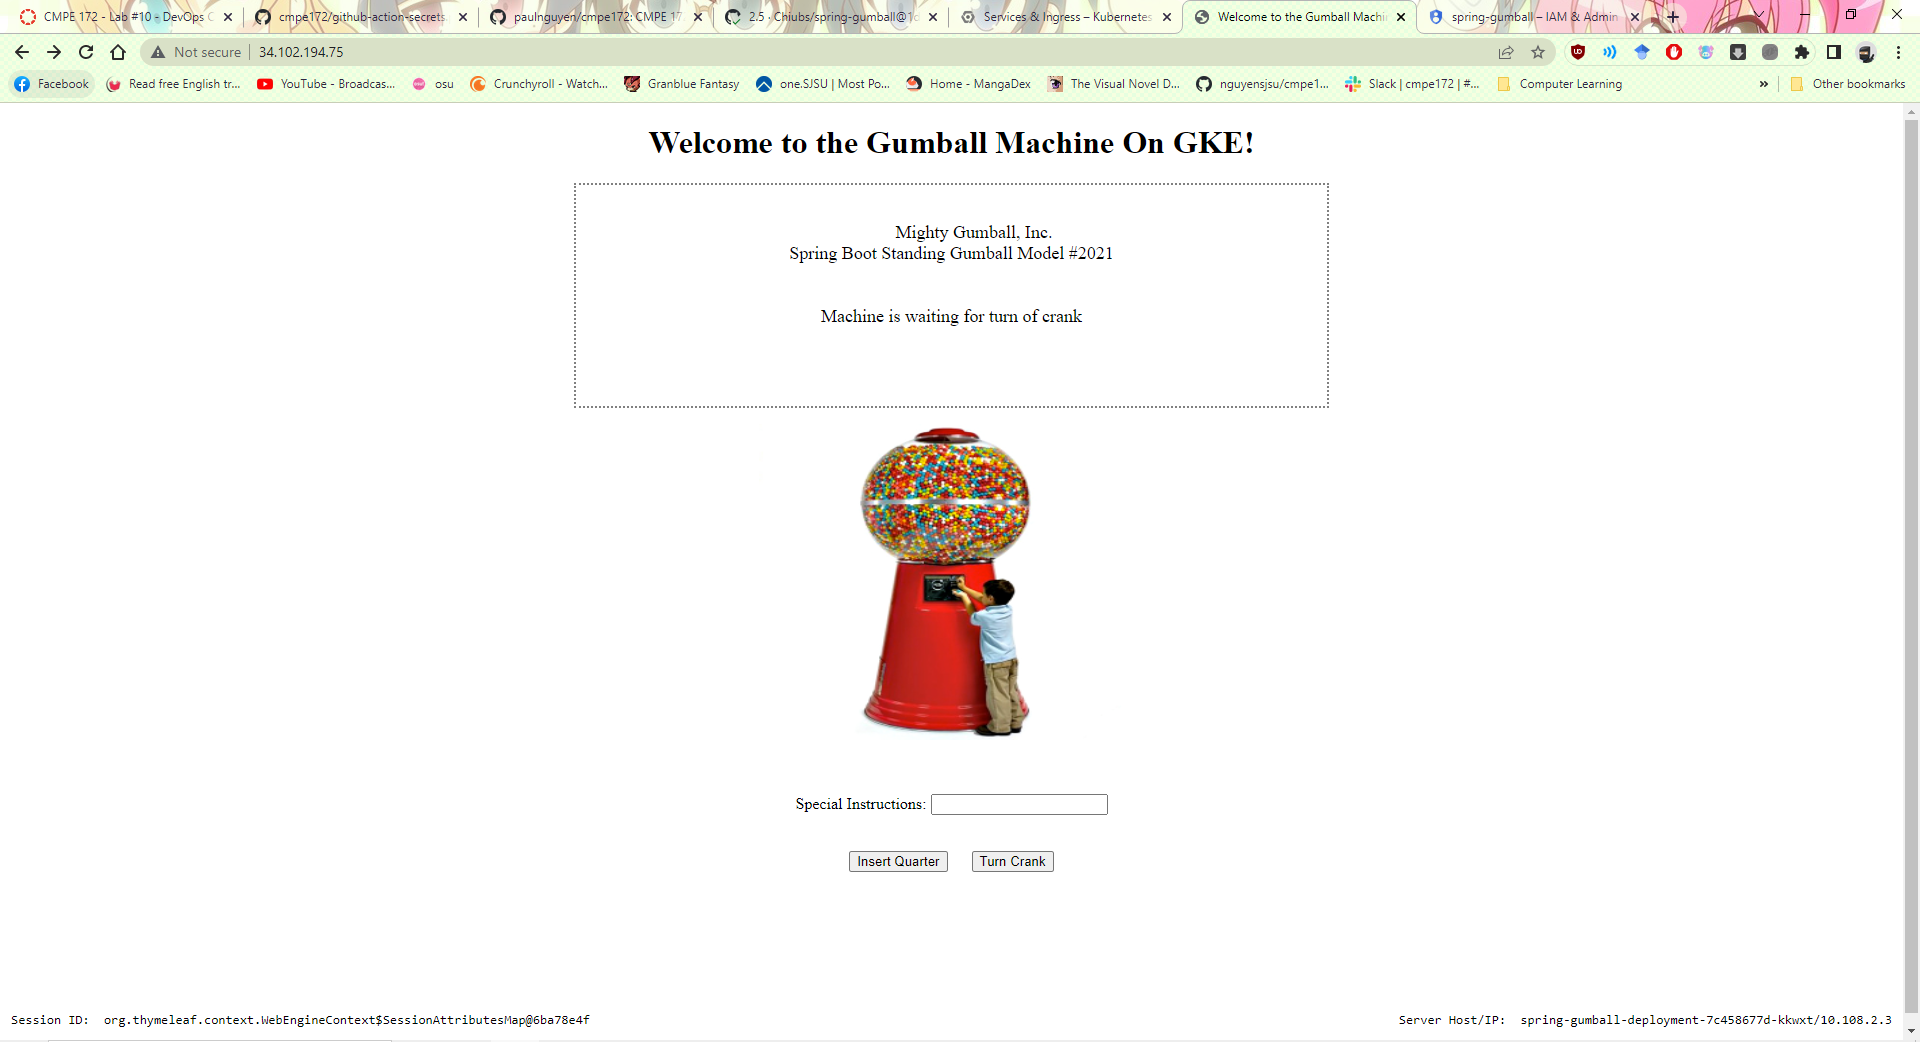 CMPE 172 - Lab #10 - DevOps
cmpe172/github-action-secrets
paulnguyen/cmpe172: CMPE 17
2.5 · Chiubs/spring-gumball@1
Services & Ingress – Kubernetes
Welcome to the Gumball Machi
spring-gumball – IAM & Admin
Not secure
34.102.194.75
Facebook
Read free English tr...
YouTube - Broadcas...
osu
Crunchyroll - Watch...
Granblue Fantasy
one.SJSU | Most Po...
Home - MangaDex
The Visual Novel D...
nguyensjsu/cmpe1...
Slack | cmpe172 | #...
Computer Learning
»
Other bookmarks
Welcome to the Gumball Machine On GKE!
Mighty Gumball, Inc.
Spring Boot Standing Gumball Model #2021
Machine is waiting for turn of crank
Special Instructions:
Insert Quarter
Turn Crank
Session ID: org.thymeleaf.context.WebEngineContext$SessionAttributesMap@6ba78e4f
Server Host/IP: spring-gumball-deployment-7c458677d-kkwxt/10.108.2.3